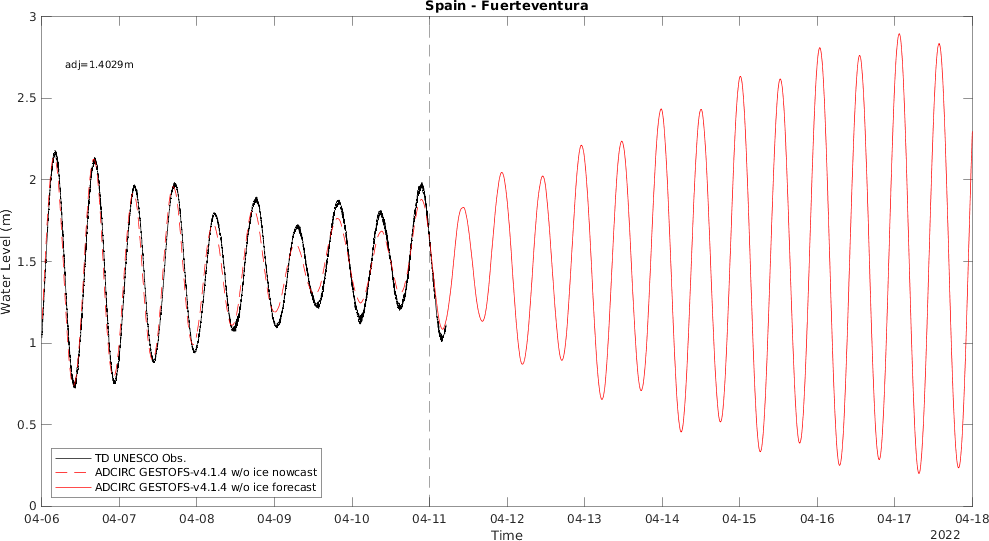 Spain - Fuerteventura
3
adj=1.4029m
2.5
2
1.5
1
0.5
0
Water Level (m)
TD UNESCO Obs.
ADCIRC GESTOFS-v4.1.4 w/o ice nowcast
ADCIRC GESTOFS-v4.1.4 w/o ice forecast
04-06 04-07 04-08 04-09 04-10 04-11 04-12 04-13 04-14 04-15 04-16 04-17 04-18
Time
2022